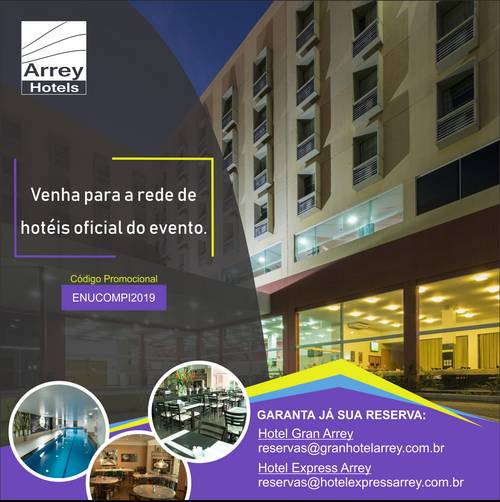 Arrey
Hotels
Venha para a rede de
hotéis oficial do evento.
Código Promocional
ENUCOMPI2019
GARANTA JÁ SUA RESERVA:
Hotel Gran Arrey
reservas@granhotelarrey.com.br
Hotel Express Arrey
reservas@hotelexpressarrey.com.br